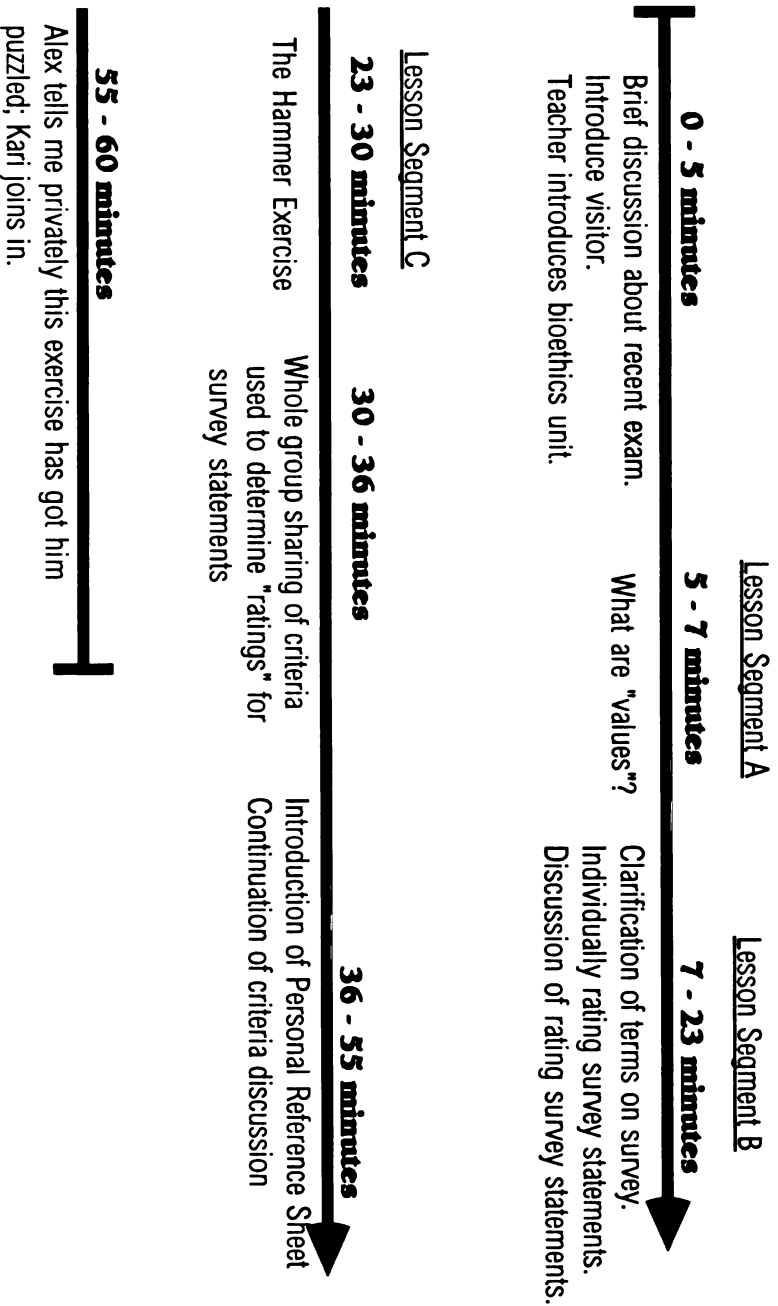 Lesson Segment A
Lesson Segment B
0 - 5 minutes
5 - 7 minutes
7 - 23 minutes
Brief discussion about recent exam.
Introduce visitor.
Teacher introduces bioethics unit.
What are "values"?
Clarification of terms on survey.
Individually rating survey statements.
Discussion of rating survey statements.
Lesson Segment C
23 - 30 minutes
30 - 36 minutes
36 - 55 minutes
The Hammer Exercise
Whole group sharing of criteria
used to determine "ratings" for
survey statements
Introduction of Personal Reference Sheet
Continuation of criteria discussion
55 - 60 minutes
Alex tells me privately this exercise has got him
puzzled; Kari joins in.